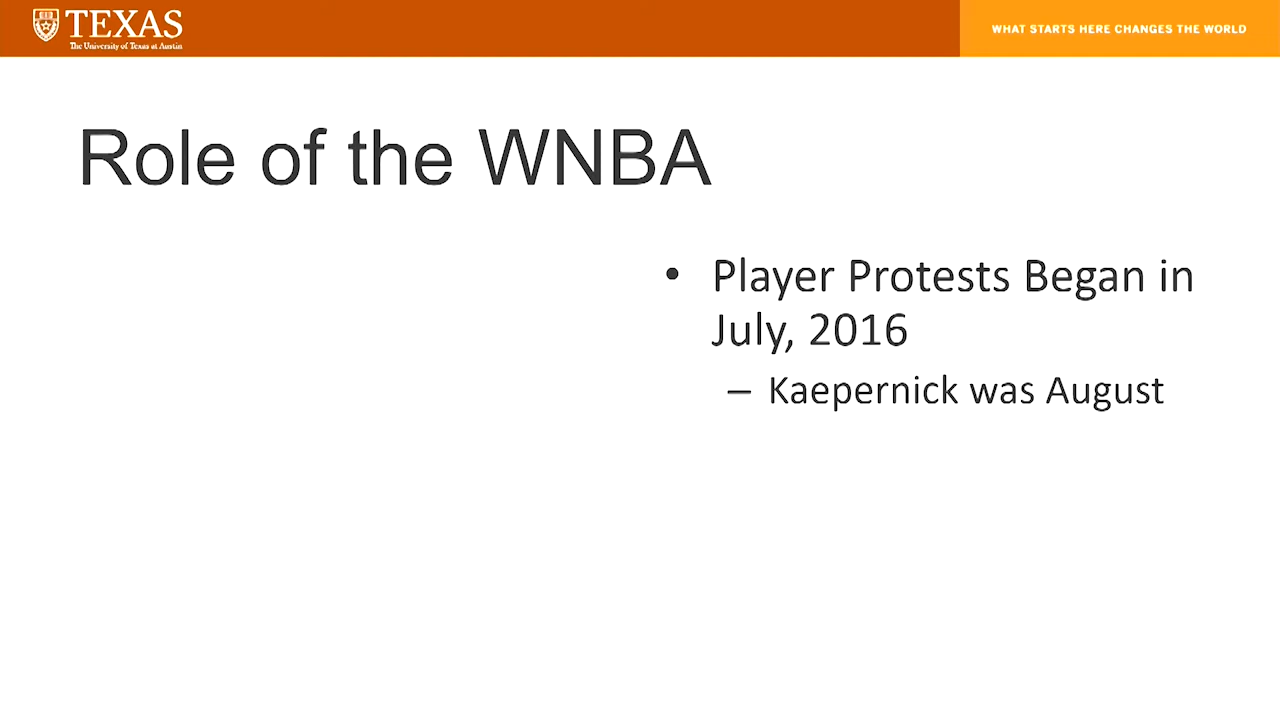 TEXAS
The University of Texas at Austin
WHAT STARTS HERE CHANGES THE WORLD
Role of the WNBA
• Player Protests Began in
July, 2016
– Kaepernick was August